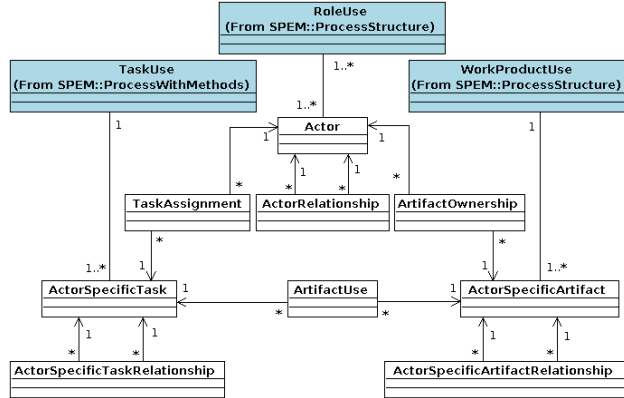 RoleUse
(From SPEM::ProcessStructure)
TaskUse
(From SPEM::ProcessWithMethods)
1..*
WorkProductUse
(From SPEM::ProcessStructure)
1..*
1
1
Actor
1
1
1
1
*
*
*
*
TaskAssignment
ActorRelationship
ArtifactOwnership
*
*
1..*
1
1
1..*
ActorSpecificTask
1
ArtifactUse
1
ActorSpecificArtifact
*
*
1
1
1
1
*
*
*
*
ActorSpecificTaskRelationship
ActorSpecificArtifactRelationship